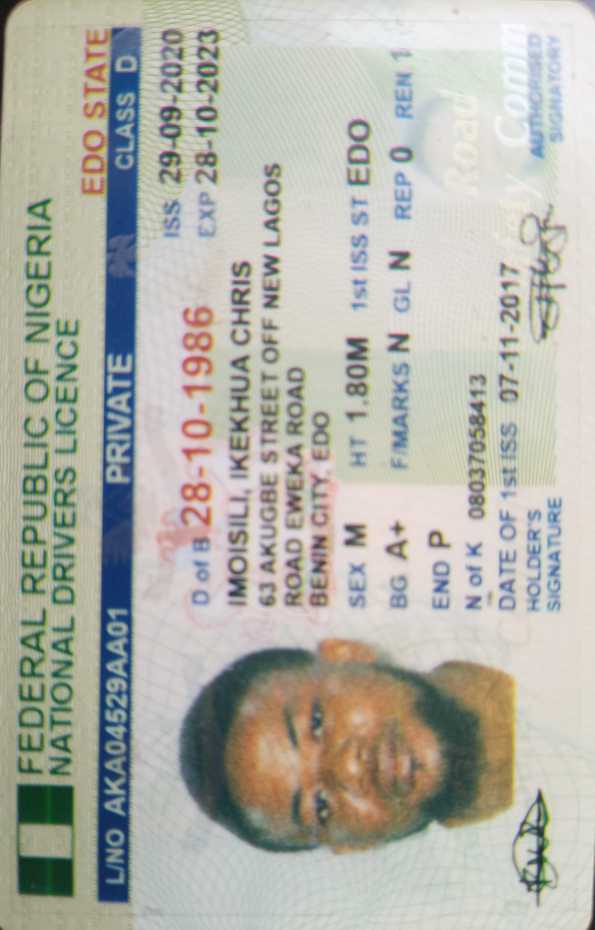 FEDERAL REPUBLIC OF NIGERIA
NATIONAL DRIVERS LICENCE
EDO STATE
L/NO AKA04529AA01 PRIVATE CLASS D
ISS 29-09-2020
D of B 28-10-1986 EXP 28-10-2023
IMOISILI, IKEKHUA CHRIS
63 AKUGBE STREET OFF NEW LAGOS
ROAD EWEKA ROAD
BENIN CITY, EDO
SEX M HT 1.80M 1st ISS ST EDO
BG A+ F/MARKS N GL N REP 0 REN 1
END P
N of K 08037058413
DATE OF 1st ISS 07-11-2017
HOLDER'S
SIGNATURE
AUTHORISED
SIGNATORY
Road